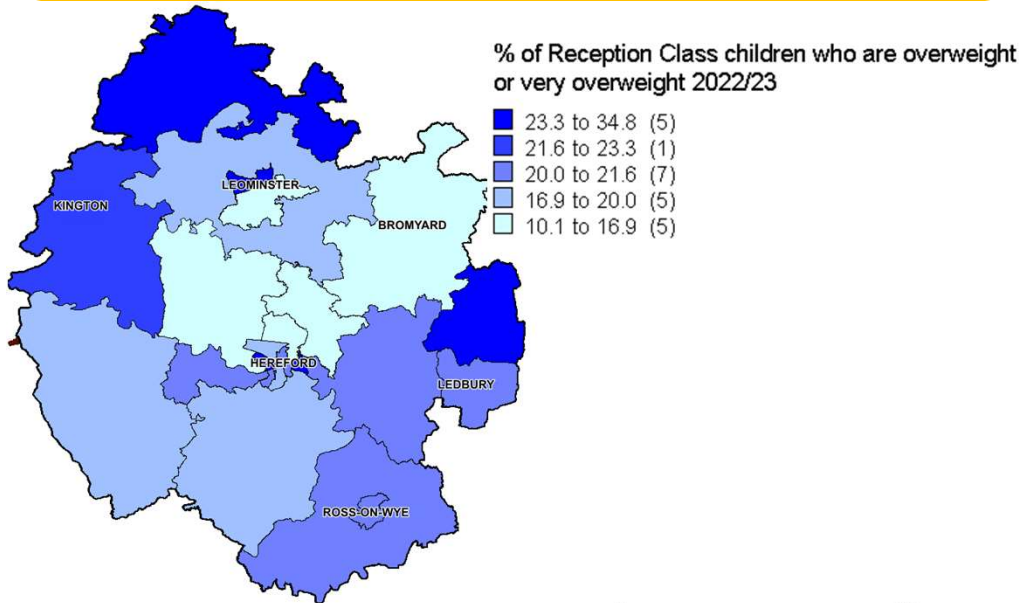 % of Reception Class children who are overweight
or very overweight 2022/23
23.3 to 34.8 (5)
21.6 to 23.3 (1)
20.0 to 21.6 (7)
16.9 to 20.0 (5)
10.1 to 16.9 (5)
LEOMINSTER
KINGTON
BROMYARD
HEREFORD
LEDBURY
ROSS-ON-WYE